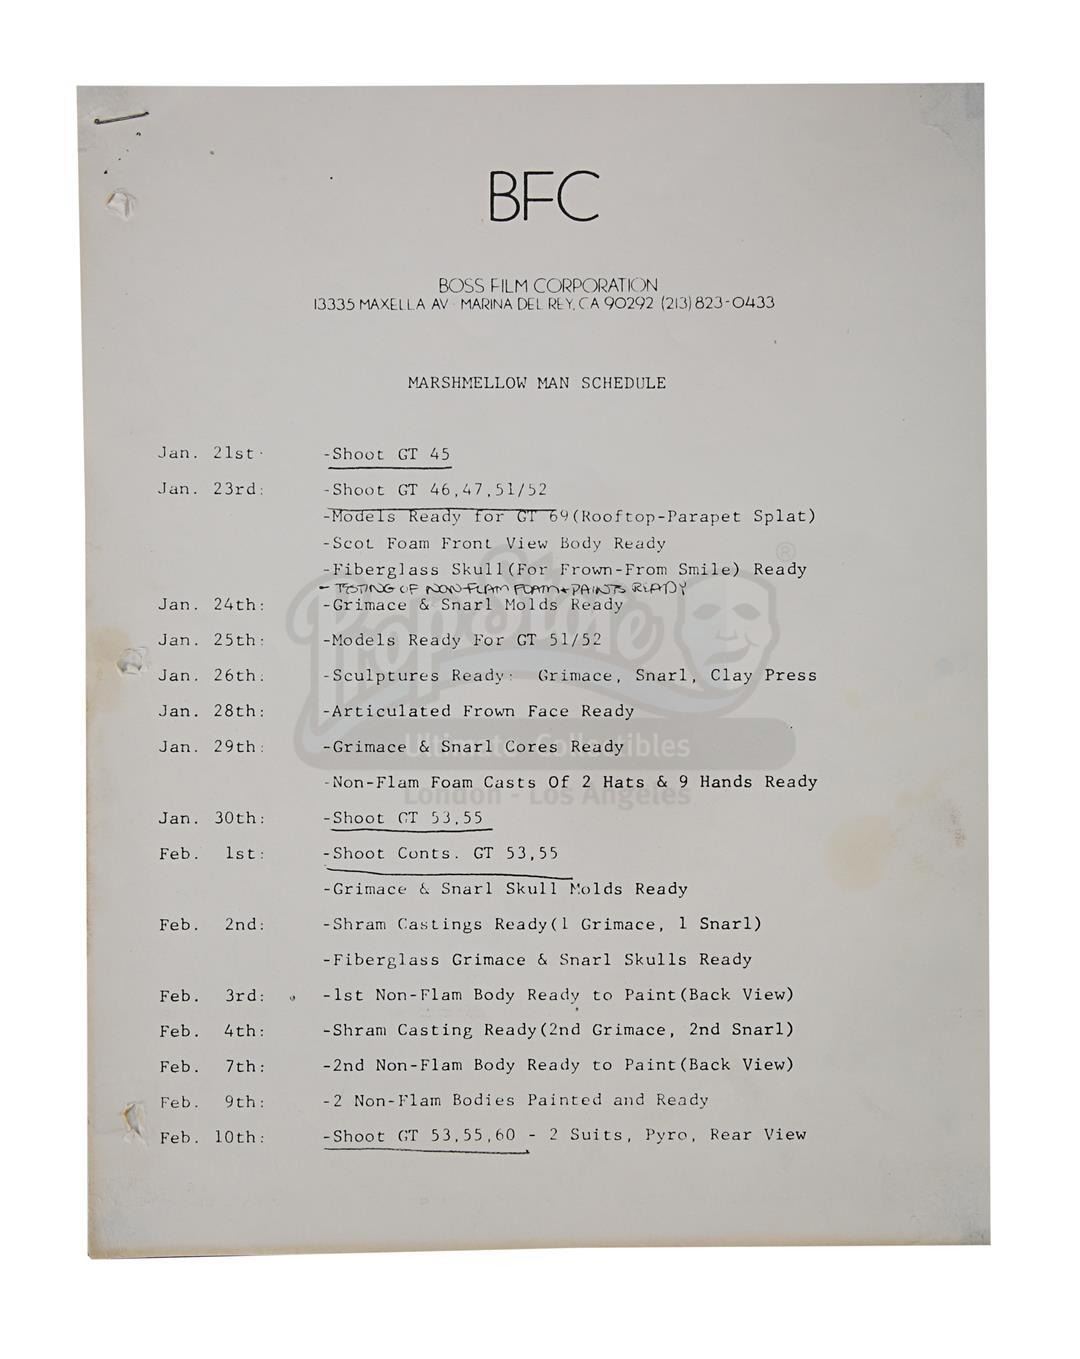 BFC
BOSS FILM CORPORATION
13335 MAXELLA AV · MARINA DEL REY, CA 90292 (213) 823-0433
MARSHMELLOW MAN SCHEDULE
Jan. 21st: -Shoot GT 45
Jan. 23rd: -Shoot GT 46,47,51/52
-Models Ready for GT 69(Rooftop-Parapet Splat)
-Scot Foam Front View Body Ready
-Fiberglass Skull(For Frown-From Smile) Ready
- TESTING OF NON-FLAM FOAM + PAINTS READY
Jan. 24th: -Grimace & Snarl Molds Ready
Jan. 25th: -Models Ready For GT 51/52
Jan. 26th: -Sculptures Ready: Grimace, Snarl, Clay Press
Jan. 28th: -Articulated Frown Face Ready
Jan. 29th: -Grimace & Snarl Cores Ready
-Non-Flam Foam Casts Of 2 Hats & 9 Hands Ready
Jan. 30th: -Shoot GT 53,55
Feb. 1st: -Shoot Conts. GT 53,55
-Grimace & Snarl Skull Molds Ready
Feb. 2nd: -Shram Castings Ready(1 Grimace, 1 Snarl)
-Fiberglass Grimace & Snarl Skulls Ready
Feb. 3rd: -1st Non-Flam Body Ready to Paint(Back View)
Feb. 4th: -Shram Casting Ready(2nd Grimace, 2nd Snarl)
Feb. 7th: -2nd Non-Flam Body Ready to Paint(Back View)
Feb. 9th: -2 Non-Flam Bodies Painted and Ready
Feb. 10th: -Shoot GT 53,55,60 - 2 Suits, Pyro, Rear View
Prop Store ®
Ultimate Collectibles
London - Los Angeles